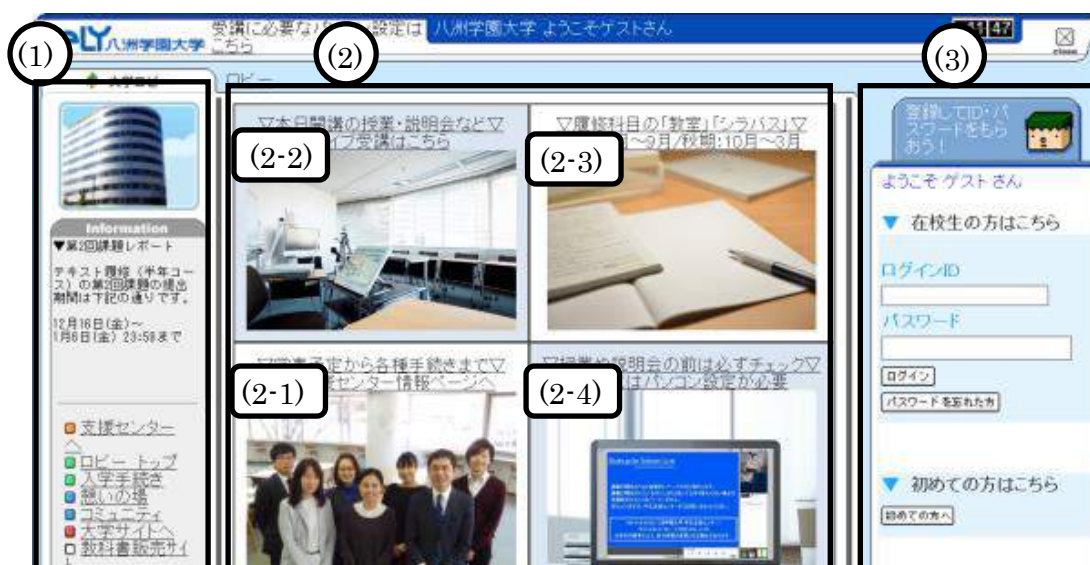 (1)
eLy 八洲学園大学
受講に必要な
設定は
こちら
(2)
八洲学園大学 ようこそゲストさん
47
close
(3)
ロビー
Information
▼第2回課題レポート
テキスト履修（半年コー
ス）の第2回課題の提出
期間は下記の通りです。
12月16日(金)～
1月6日(金) 23:59まで
支援センター
へ
ロビー トップ
入学手続き
憩いの場
コミュニティ
大学サイトへ
教科書販売サイ
▽本日開講の授業・説明会など▽
イブ受講はこちら
(2-2)
▽履修科目の「教室」「シラバス」▽
～9月/秋期:10月～3月
(2-3)
予定から各種手続きまで▽
センター情報ページへ
(2-1)
説明会の前は必ずチェック▽
はパソコン設定が必要
(2-4)
登録してID・パ
スワードをもら
おう！
ようこそ ゲスト さん
▼ 在校生の方はこちら
ログインID
パスワード
ログイン
パスワードを忘れた方
▼ 初めての方はこちら
初めての方へ